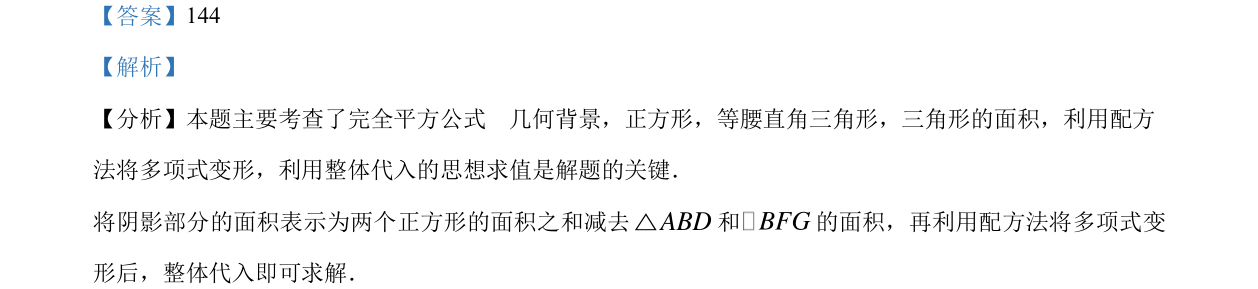 【答案】144
【解析】
【分析】本题主要考查了完全平方公式 几何背景，正方形，等腰直角三角形，三角形的面积，利用配方
法将多项式变形，利用整体代入的思想求值是解题的关键．
将阴影部分的面积表示为两个正方形的面积之和减去△ABD和□BFG的面积，再利用配方法将多项式变
形后，整体代入即可求解．